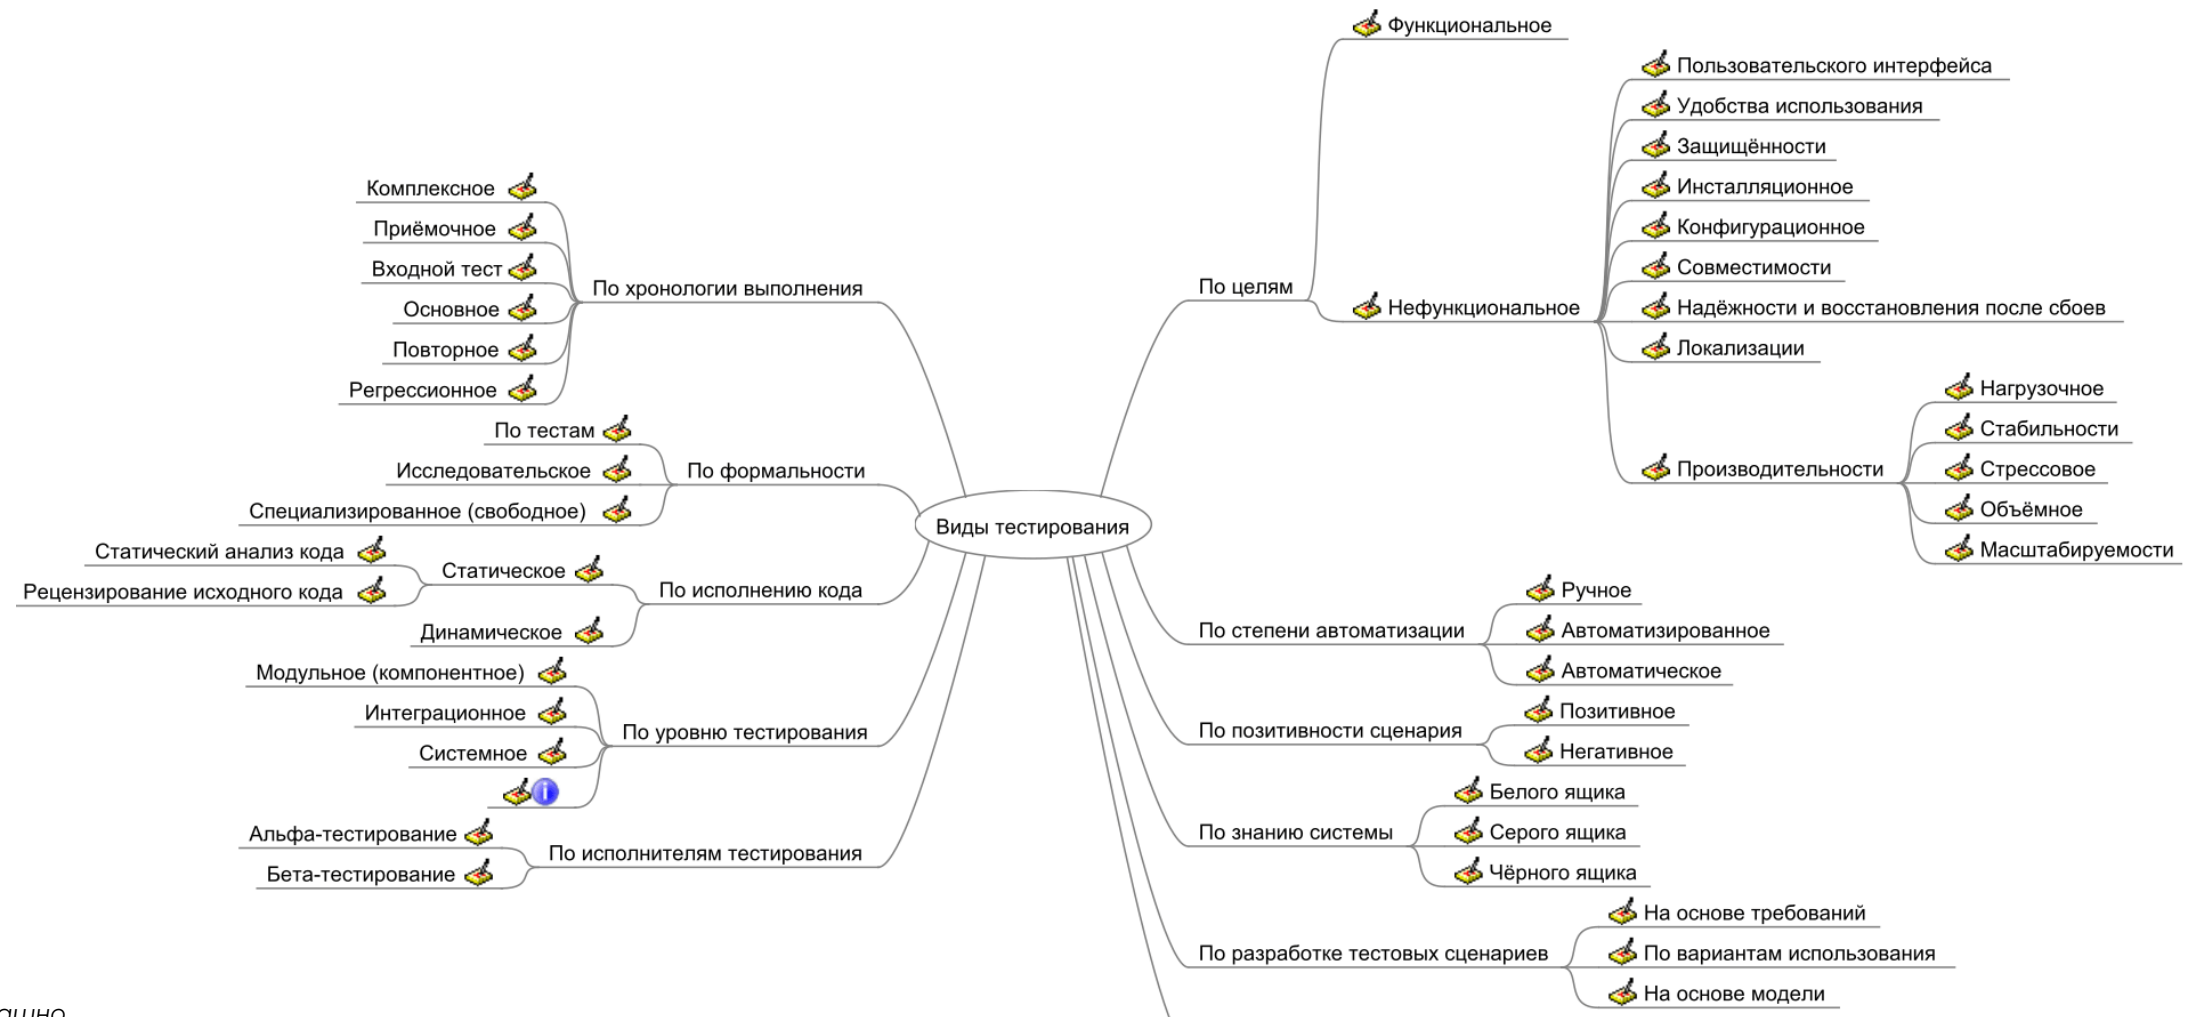 Функциональное
Пользовательского интерфейса
Удобства использования
Защищённости
Инсталляционное
Конфигурационное
Совместимости
Надёжности и восстановления после сбоев
Локализации
Нефункциональное
По целям
Нагрузочное
Стабильности
Стрессовое
Объёмное
Масштабируемости
Производительности
Комплексное
Приёмочное
Входной тест
Основное
Повторное
Регрессионное
По хронологии выполнения
По тестам
Исследовательское
Специализированное (свободное)
По формальности
Виды тестирования
Статический анализ кода
Рецензирование исходного кода
Статическое
Динамическое
По исполнению кода
Модульное (компонентное)
Интеграционное
Системное
i
По уровню тестирования
Альфа-тестирование
Бета-тестирование
По исполнителям тестирования
По степени автоматизации
Ручное
Автоматизированное
Автоматическое
По позитивности сценария
Позитивное
Негативное
По знанию системы
Белого ящика
Серого ящика
Чёрного ящика
По разработке тестовых сценариев
На основе требований
По вариантам использования
На основе модели